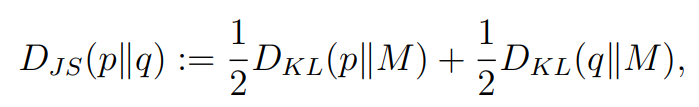 D_{JS}(p‖q) := \frac{1}{2} D_{KL}(p‖M) + \frac{1}{2} D_{KL}(q‖M),